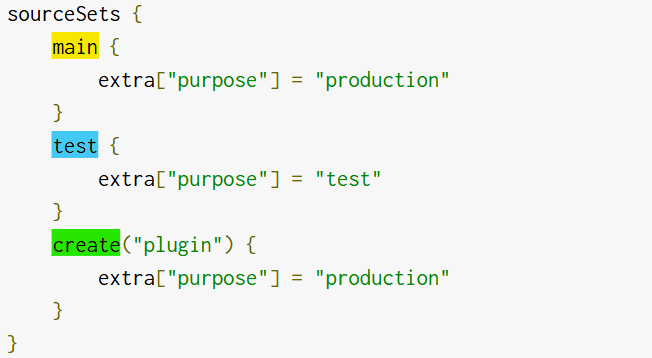 sourceSets {
    main {
        extra["purpose"] = "production"
    }
    test {
        extra["purpose"] = "test"
    }
    create("plugin") {
        extra["purpose"] = "production"
    }
}